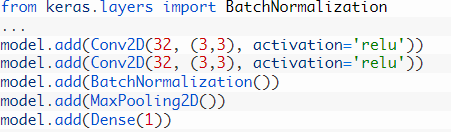 from keras.layers import BatchNormalization
...
model.add(Conv2D(32, (3,3), activation='relu'))
model.add(Conv2D(32, (3,3), activation='relu'))
model.add(BatchNormalization())
model.add(MaxPooling2D())
model.add(Dense(1))